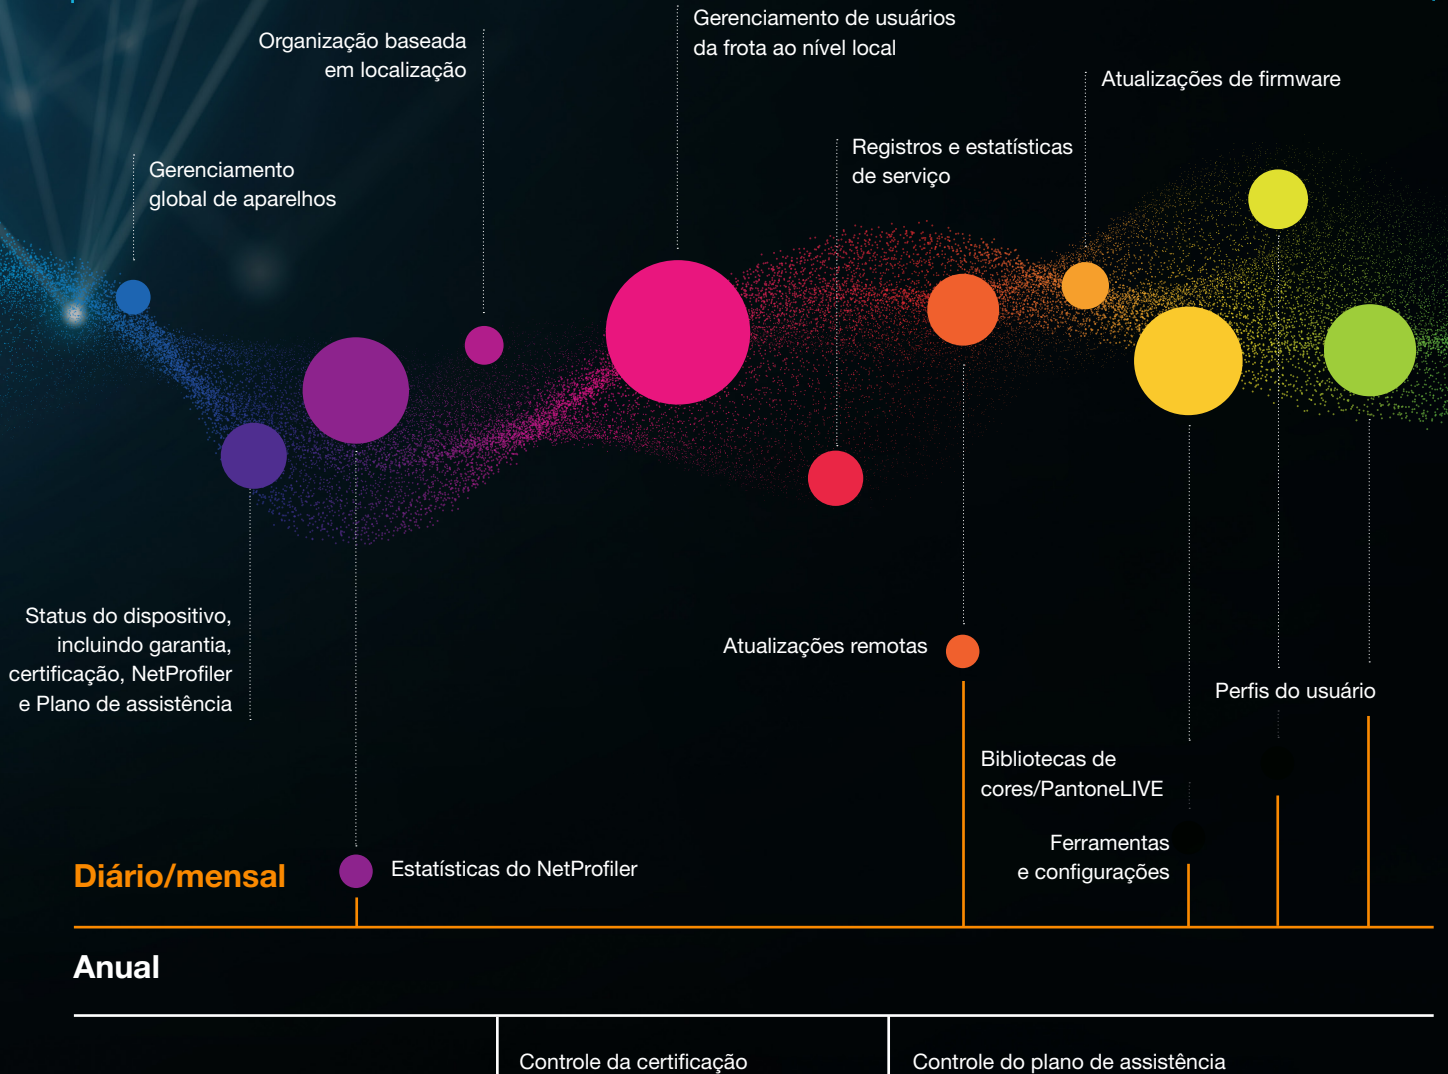 Gerenciamento de usuários
da frota ao nível local
Organização baseada
em localização
Atualizações de firmware
Registros e estatísticas
de serviço
Gerenciamento
global de aparelhos
Status do dispositivo,
incluindo garantia,
certificação, NetProfiler
e Plano de assistência
Atualizações remotas
Perfis do usuário
Bibliotecas de
cores/PantoneLIVE
Ferramentas
e configurações
Estatísticas do NetProfiler
Diário/mensal
Anual
Controle da certificação
Controle do plano de assistência